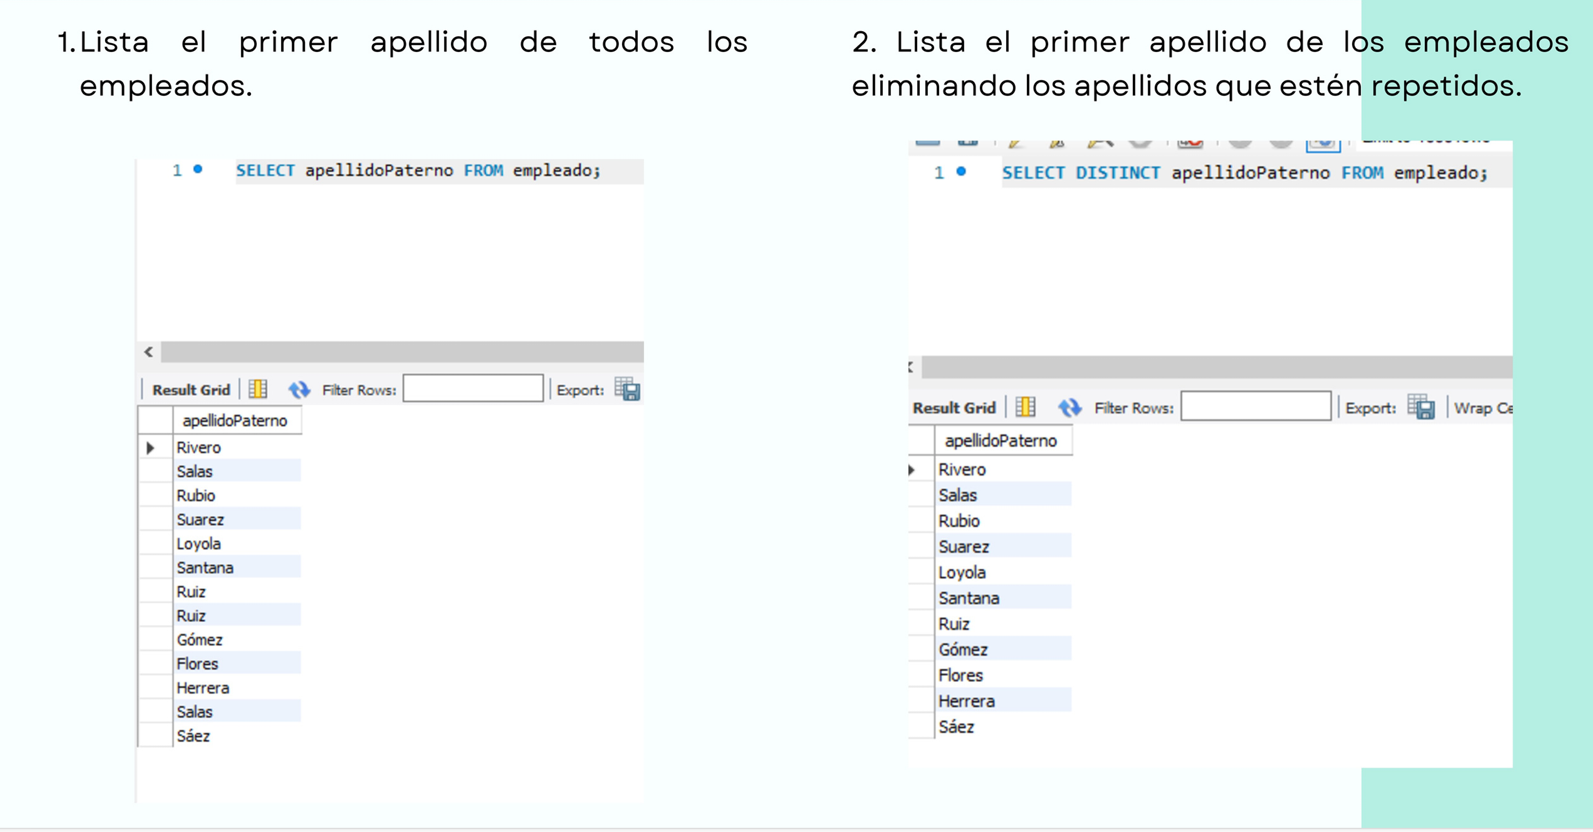 1. Lista el primer apellido de todos los
empleados.
1 SELECT apellidoPaterno FROM empleado;
Result Grid Filter Rows: Export:
apellidoPaterno
Rivero
Salas
Rubio
Suarez
Loyola
Santana
Ruiz
Ruiz
Gómez
Flores
Herrera
Salas
Sáez
2. Lista el primer apellido de los empleados
eliminando los apellidos que estén repetidos.
1 SELECT DISTINCT apellidoPaterno FROM empleado;
Result Grid Filter Rows: Export: Wrap Ce
apellidoPaterno
Rivero
Salas
Rubio
Suarez
Loyola
Santana
Ruiz
Gómez
Flores
Herrera
Sáez